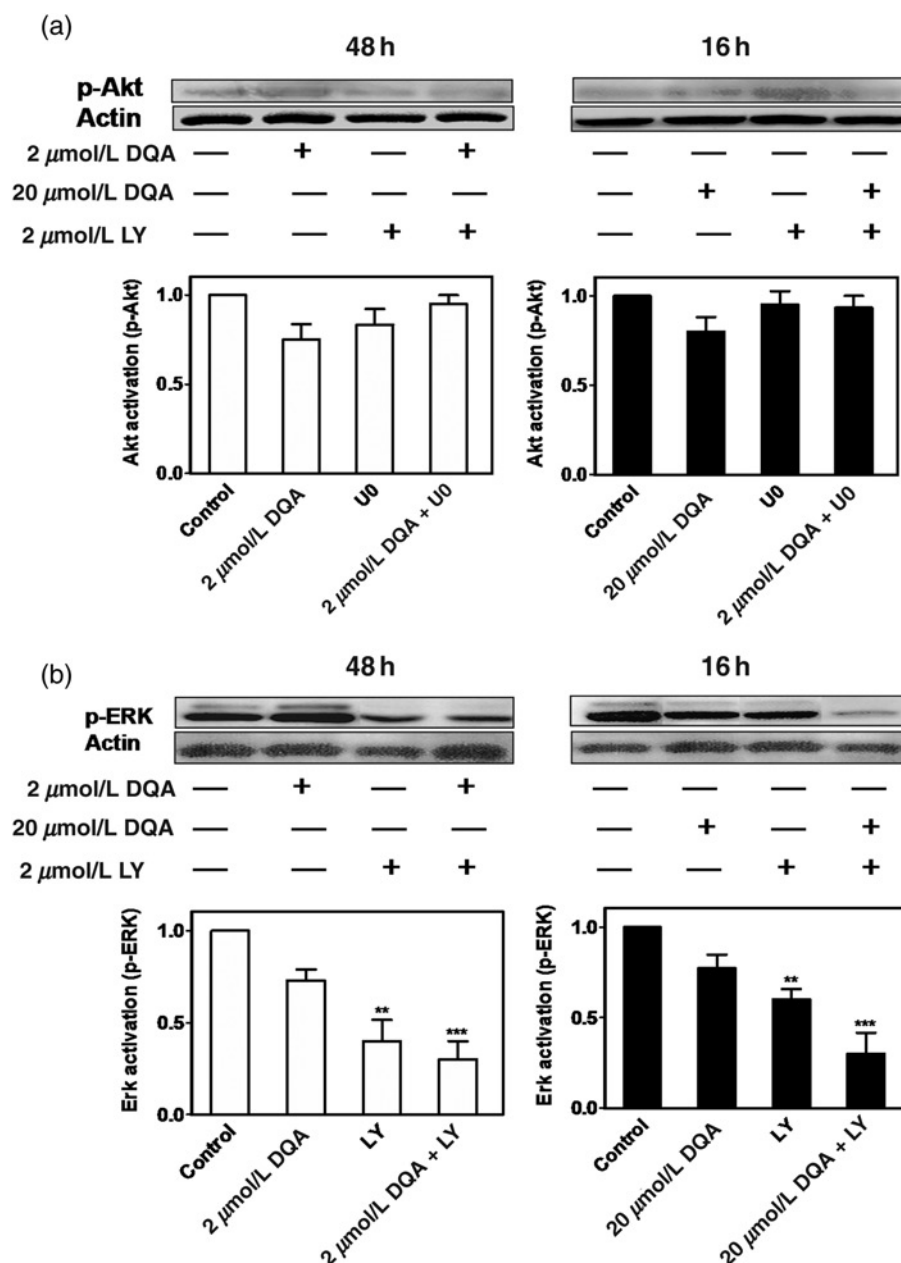 (a)
48 h 16 h
p-Akt
Actin
2 μmol/L DQA — + — + — — — —
20 μmol/L DQA — — — — — + — +
2 μmol/L LY — — + + — — + +
Akt activation (p-Akt)
1.0
0.5
0.0
Control
2 μmol/L DQA
U0
2 μmol/L DQA + U0
Akt activation (p-Akt)
1.0
0.5
0.0
Control
20 μmol/L DQA
U0
2 μmol/L DQA + U0
(b)
48 h 16 h
p-ERK
Actin
2 μmol/L DQA — + — + — — — —
20 μmol/L DQA — — — — — + — +
2 μmol/L LY — — + + — — + +
Erk activation (p-ERK)
1.0
0.5
0.0
**
***
Control
2 μmol/L DQA
LY
2 μmol/L DQA + LY
Erk activation (p-ERK)
1.0
0.5
0.0
**
***
Control
20 μmol/L DQA
LY
20 μmol/L DQA + LY